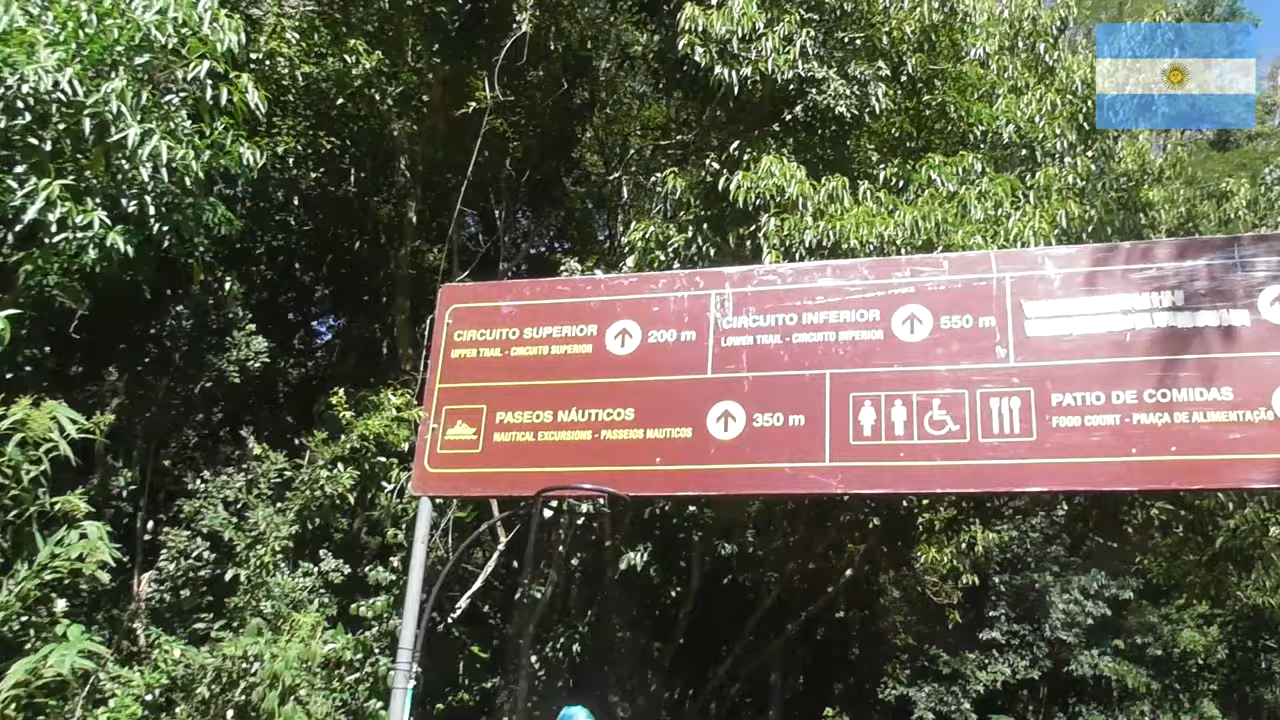 CIRCUITO SUPERIOR
UPPER TRAIL - CIRCUITO SUPERIOR
200 m
CIRCUITO INFERIOR
LOWER TRAIL - CIRCUITO INFERIOR
550 m
PASEOS NÁUTICOS
NAUTICAL EXCURSIONS - PASSEIOS NAUTICOS
350 m
PATIO DE COMIDAS
FOOD COURT - PRAÇA DE ALIMENTAÇÃO